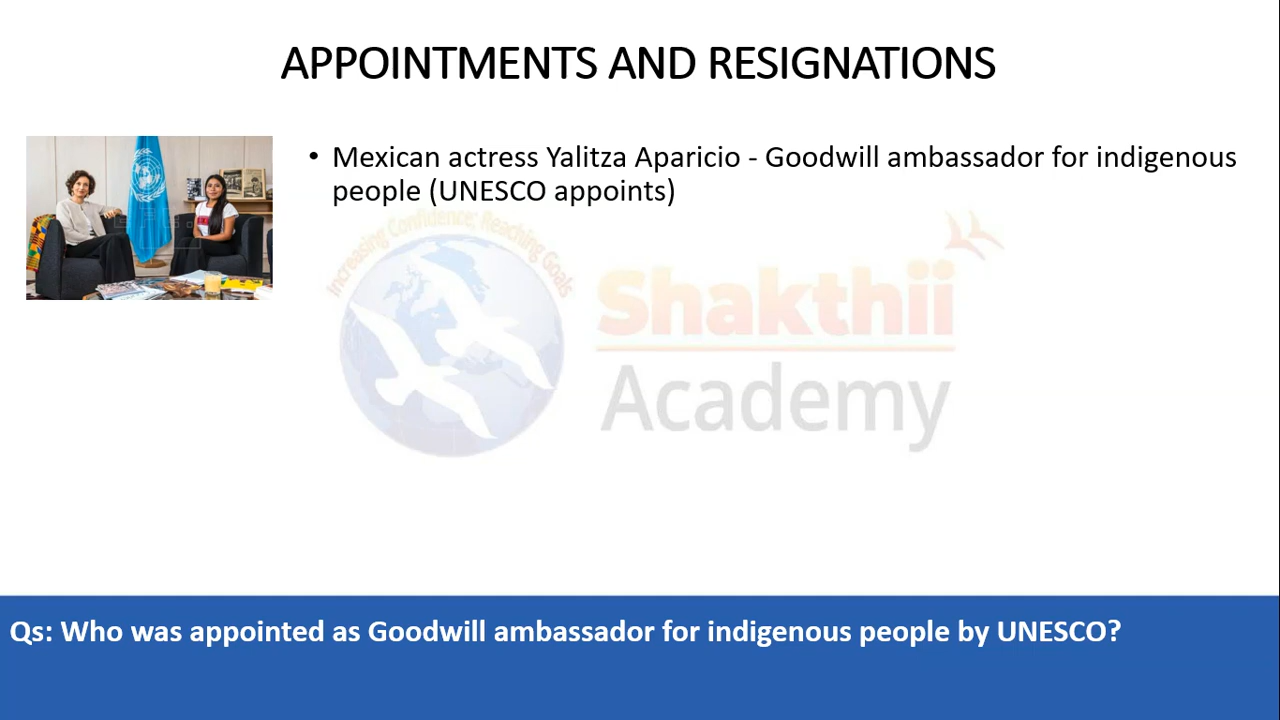 APPOINTMENTS AND RESIGNATIONS
• Mexican actress Yalitza Aparicio - Goodwill ambassador for indigenous
people (UNESCO appoints)
Increasing Confidence, Reaching Goals
Shakthii
Academy
Qs: Who was appointed as Goodwill ambassador for indigenous people by UNESCO?